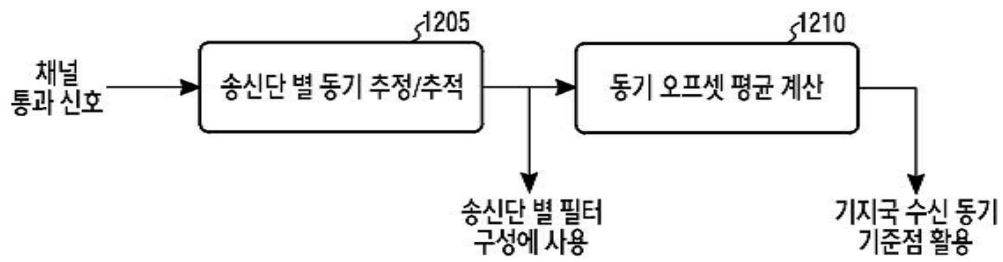 1205
1210
채널
통과 신호
송신단 별 동기 추정/추적
동기 오프셋 평균 계산
송신단 별 필터
구성에 사용
기지국 수신 동기
기준점 활용